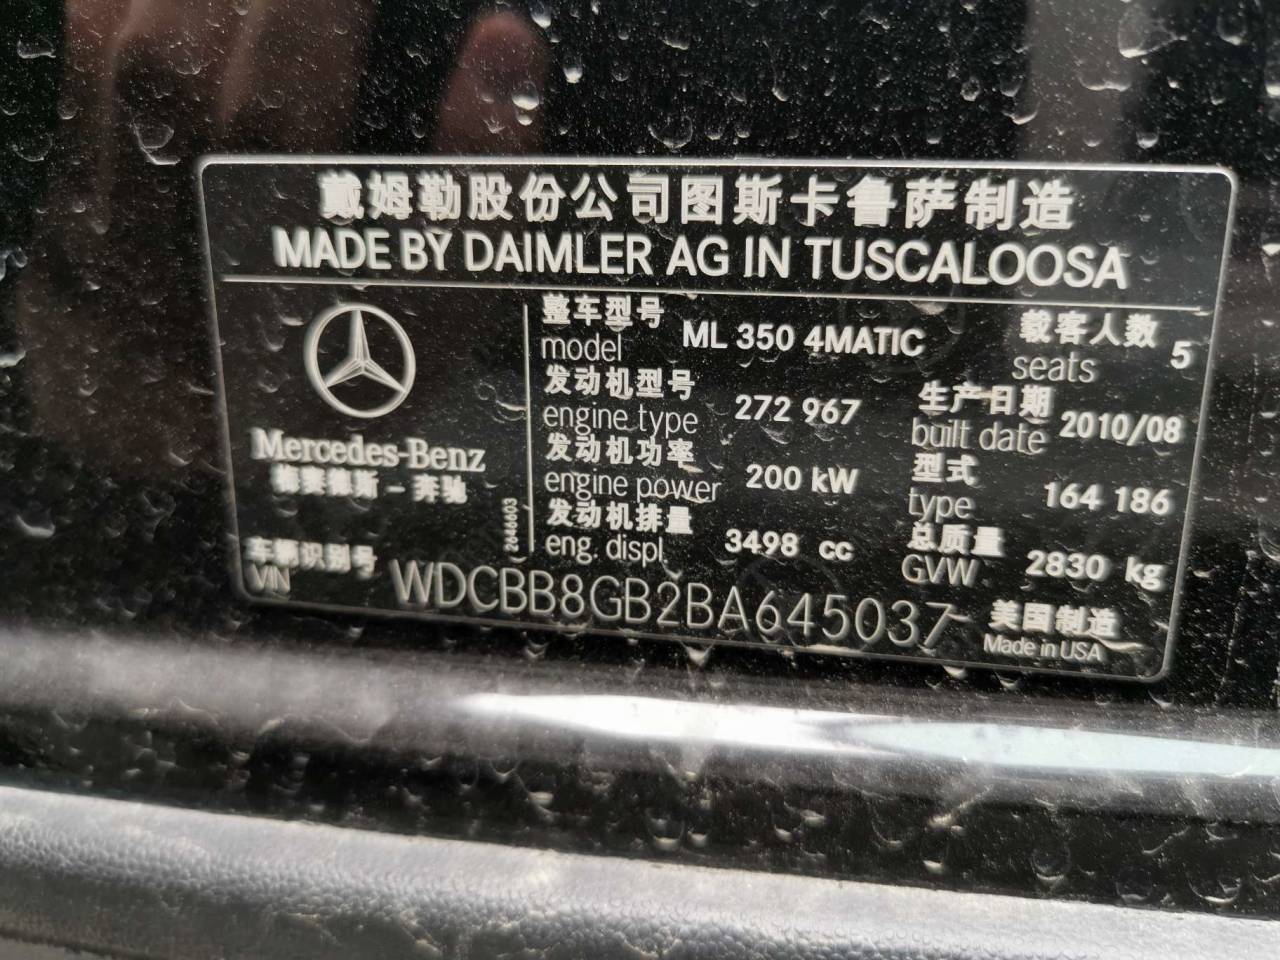 戴姆勒股份公司图斯卡鲁萨制造
MADE BY DAIMLER AG IN TUSCALOOSA
Mercedes-Benz
梅赛德斯-奔驰
2646603
整车型号
model ML 350 4MATIC
载客人数
seats 5
发动机型号
engine type 272 967
生产日期
built date 2010/08
发动机功率
engine power 200 kW
型式
type 164 186
发动机排量
eng. displ. 3498 cc
总质量
GVW 2830 kg
车辆识别号
VIN WDCBB8GB2BA645037
美国制造
Made in USA